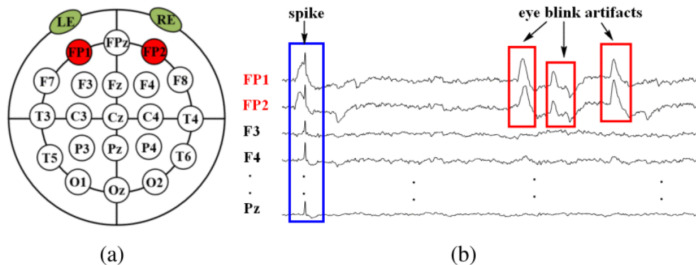 LE RE
FP1 FPz FP2
F7 F3 Fz F4 F8
T3 C3 Cz C4 T4
T5 P3 Pz P4 T6
O1 Oz O2
(a)
spike
eye blink artifacts
FP1
FP2
F3
F4
Pz
(b)